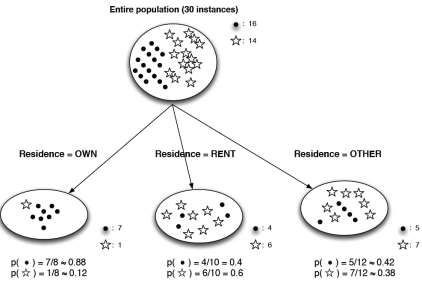 Entire population (30 instances)
● : 16
☆ : 14
Residence = OWN
Residence = RENT
Residence = OTHER
● : 7
☆ : 1
● : 4
☆ : 6
● : 5
☆ : 7
p( ● ) = 7/8 ≈ 0.88
p( ☆ ) = 1/8 ≈ 0.12
p( ● ) = 4/10 = 0.4
p( ☆ ) = 6/10 = 0.6
p( ● ) = 5/12 ≈ 0.42
p( ☆ ) = 7/12 ≈ 0.38